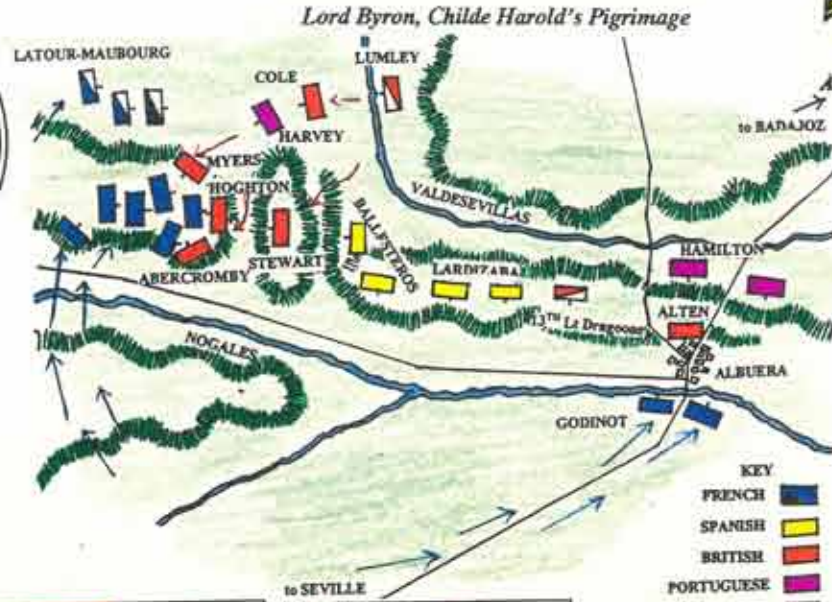 Lord Byron, Childe Harold's Pigrimage
LATOUR-MAUBOURG
COLE
LUMLEY
HARVEY
to BADAJOZ
MYERS
HOGHTON
VALDESEVILLAS
BALLESTEROS
HAMILTON
ABERCROMBY
STEWART
LARDIZABAL
ALTEN
13TH Lt Dragoons
NOGALES
ALBUERA
GODINOT
KEY
FRENCH
SPANISH
BRITISH
PORTUGUESE
to SEVILLE